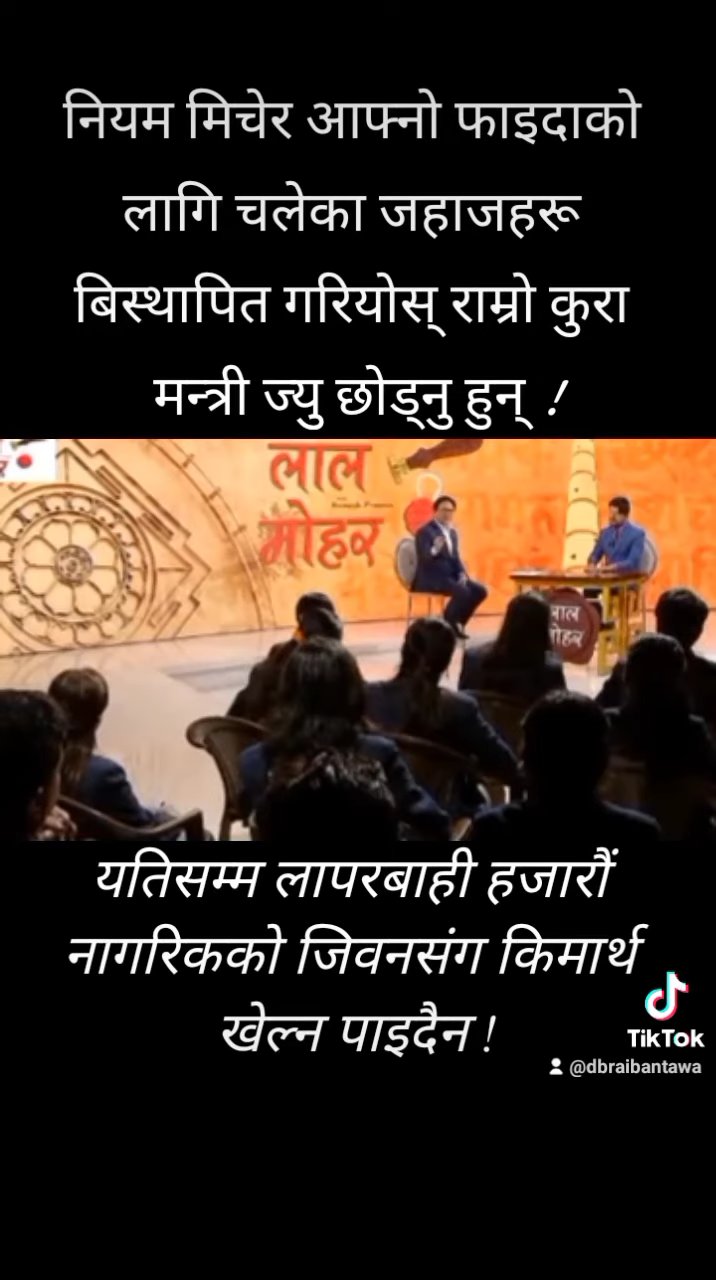 नियम मिचेर आफ्नो फाइदाको
लागि चलेका जहाजहरू
बिस्थापित गरियोस् राम्रो कुरा
मन्त्री ज्यु छोड्नु हुन् !
लाल
मोहर
लाल
मोहर
यतिसम्म लापरबाही हजारौं
नागरिकको जिवनसंग किमार्थ
खेल्न पाइदैन !
TikTok
@dbraibantawa